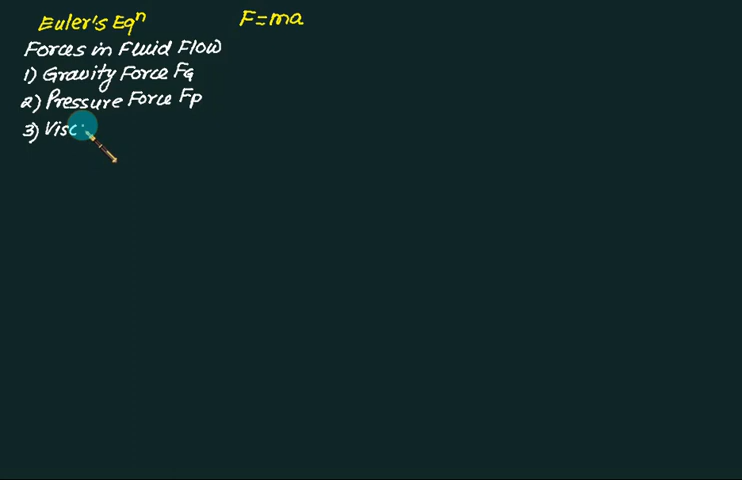 Euler's Eqⁿ F=ma
Forces in Fluid Flow
1) Gravity Force FG
2) Pressure Force Fp
3) Visc